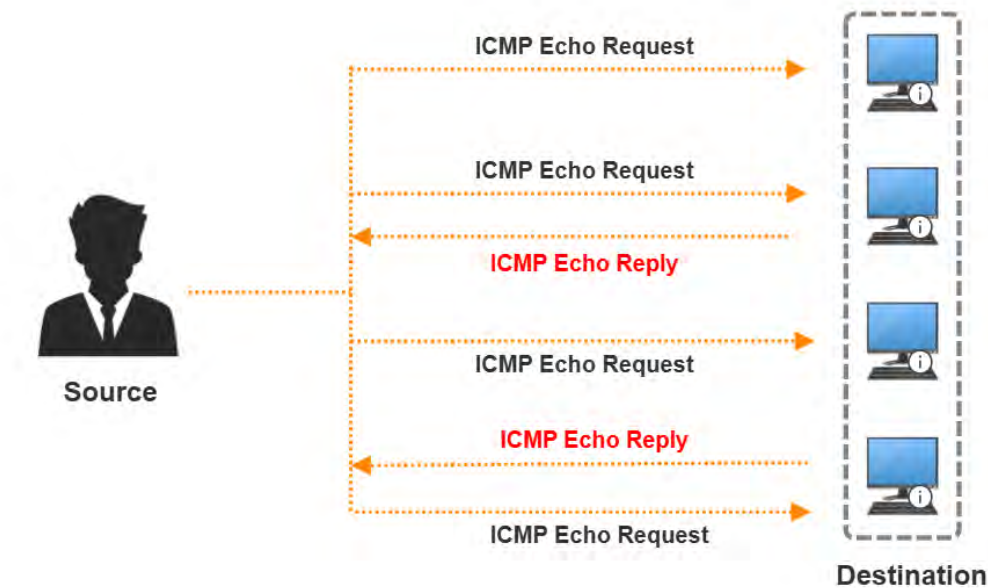 ICMP Echo Request
ICMP Echo Request
ICMP Echo Reply
Source
ICMP Echo Request
ICMP Echo Reply
ICMP Echo Request
Destination